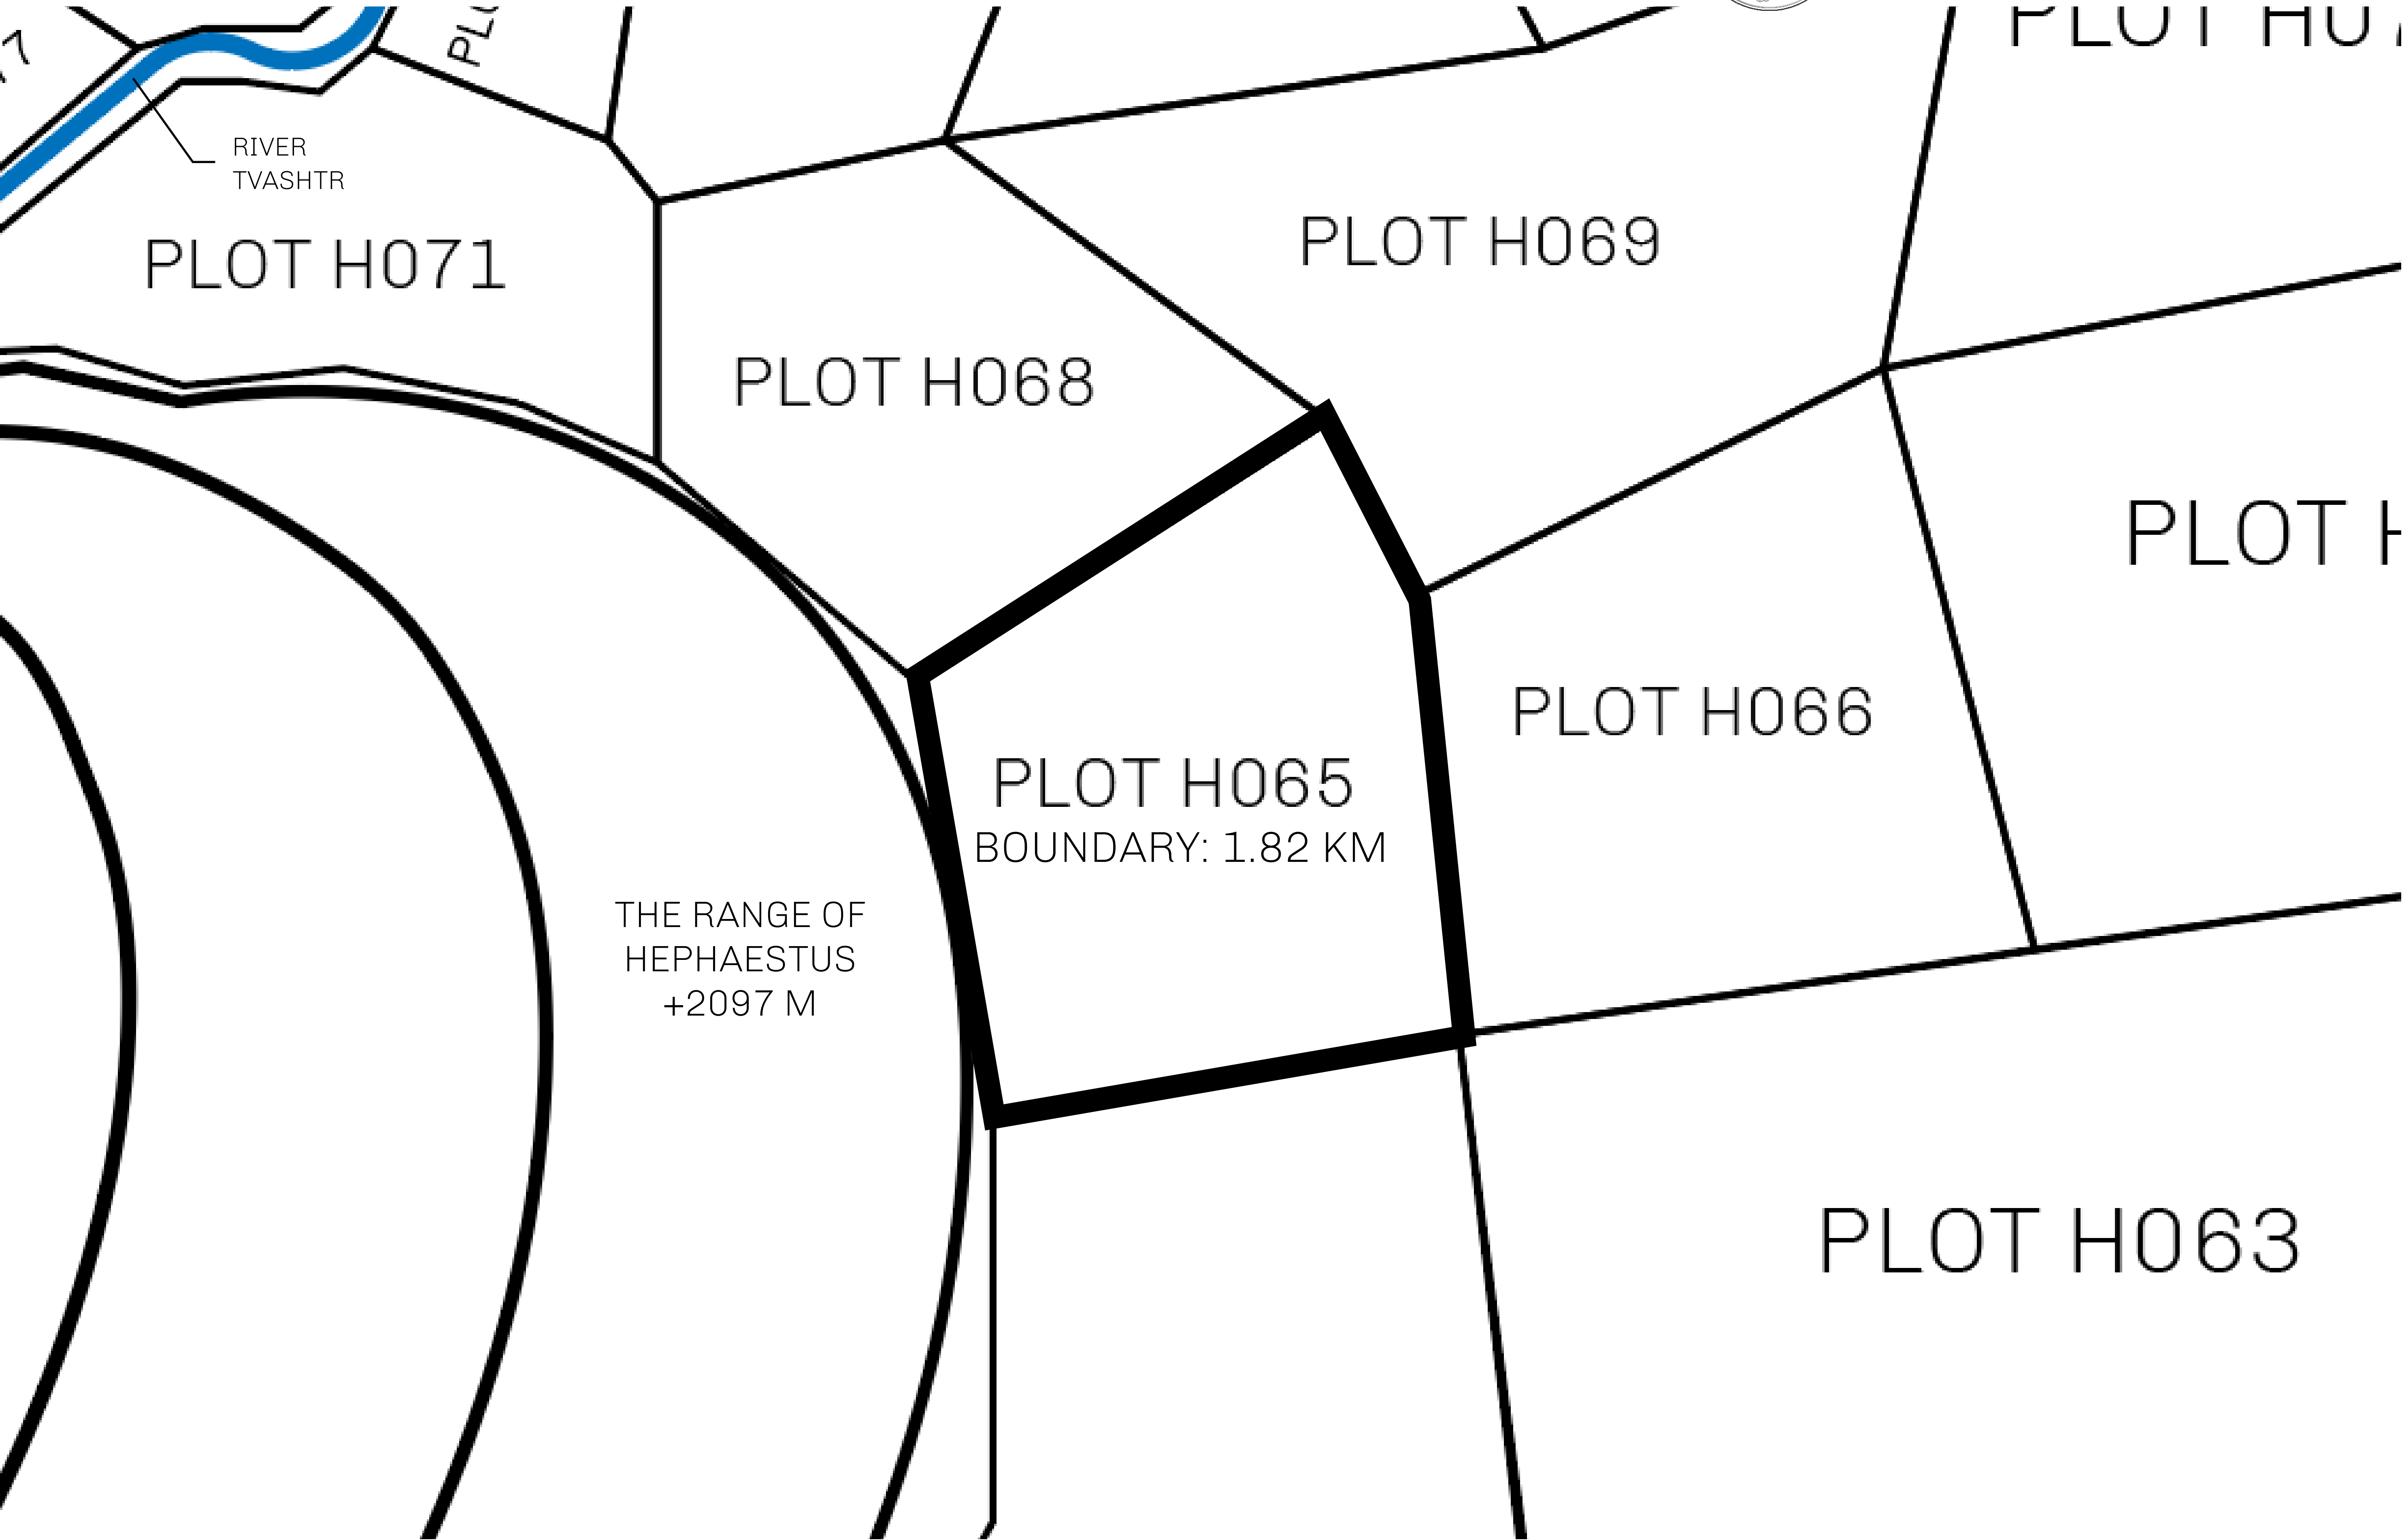 RIVER
TVASHTR
PLOT H071
PLOT H069
PLOT H068
PLOT
PLOT H066
PLOT H065
BOUNDARY: 1.82 KM
THE RANGE OF
HEPHAESTUS
+2097 M
PLOT H063